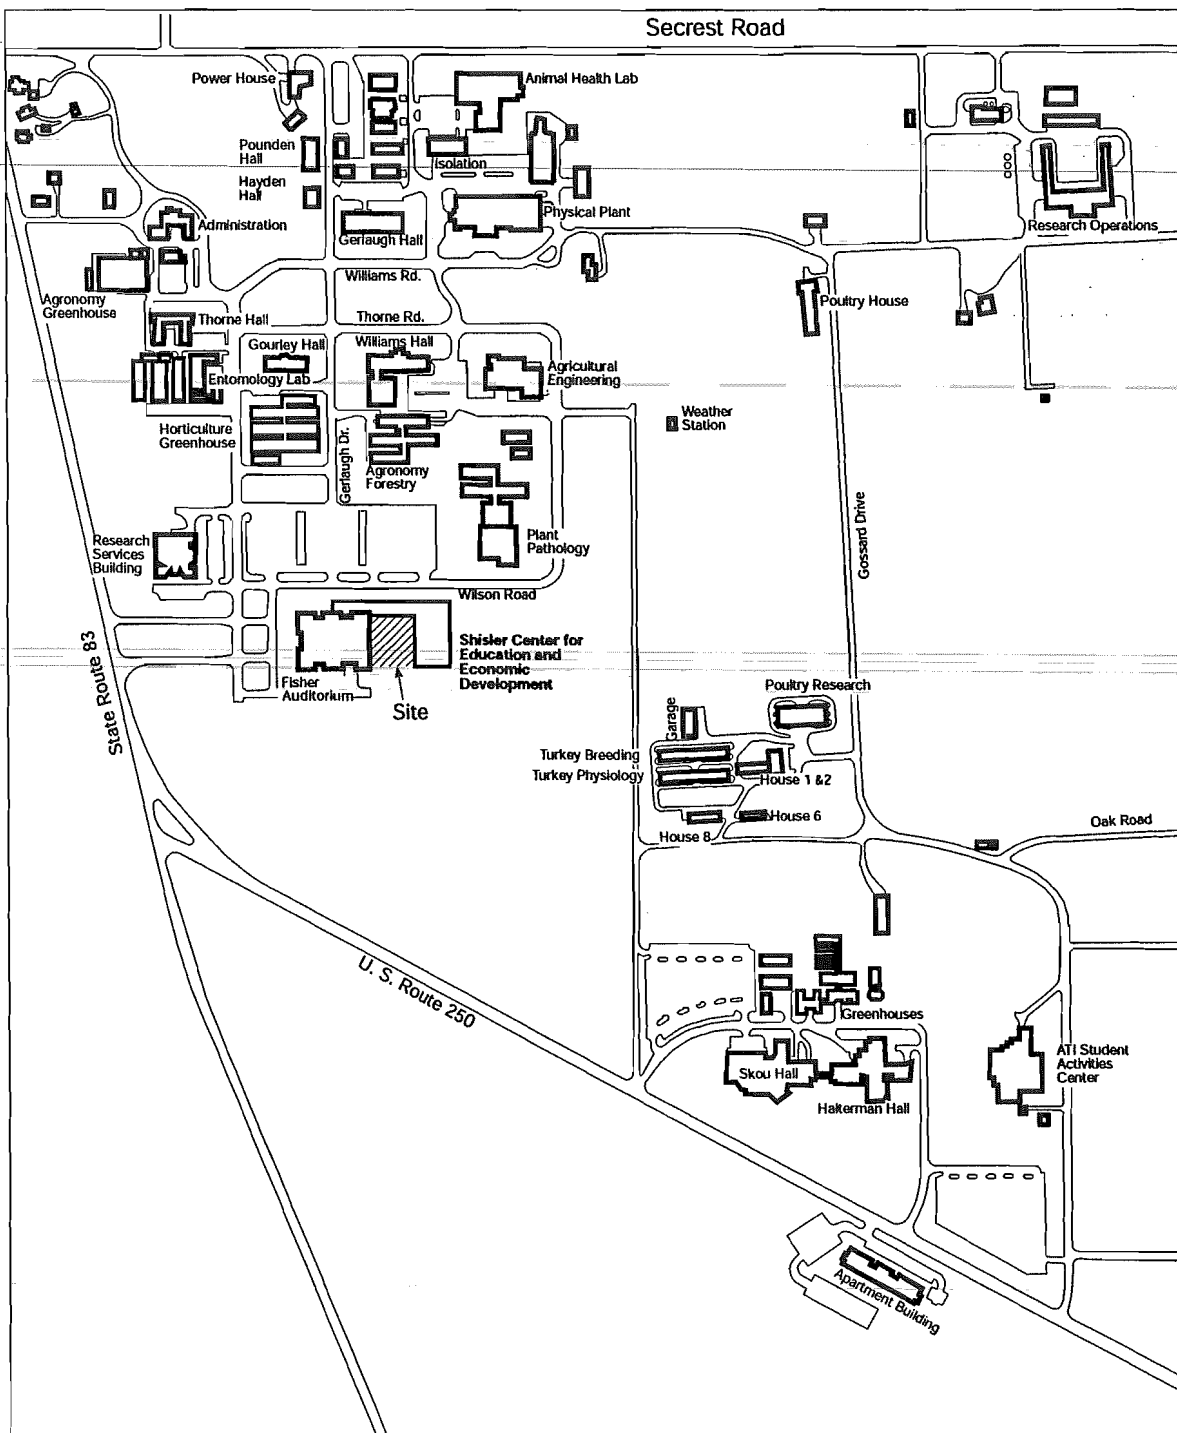 Secrest Road
Power House
Animal Health Lab
Pounden
Hall
Isolation
Hayden
Hall
Administration
Gerlaugh Hall
Physical Plant
Research Operations
Williams Rd.
Agronomy
Greenhouse
Poultry House
Thorne Hall
Thorne Rd.
Gourley Hall
Williams Hall
Agricultural
Engineering
Entomology Lab
Weather
Station
Horticulture
Greenhouse
Gerlaugh Dr.
Agronomy
Forestry
Gossard Drive
Research
Services
Building
Plant
Pathology
Wilson Road
State Route 83
Shisler Center for
Education and
Economic
Development
Fisher
Auditorium
Site
Poultry Research
Garage
Turkey Breeding
Turkey Physiology
House 1 &2
House 6
House 8
Oak Road
U. S. Route 250
Greenhouses
Skou Hall
Halterman Hall
ATI Student
Activities
Center
Apartment Building